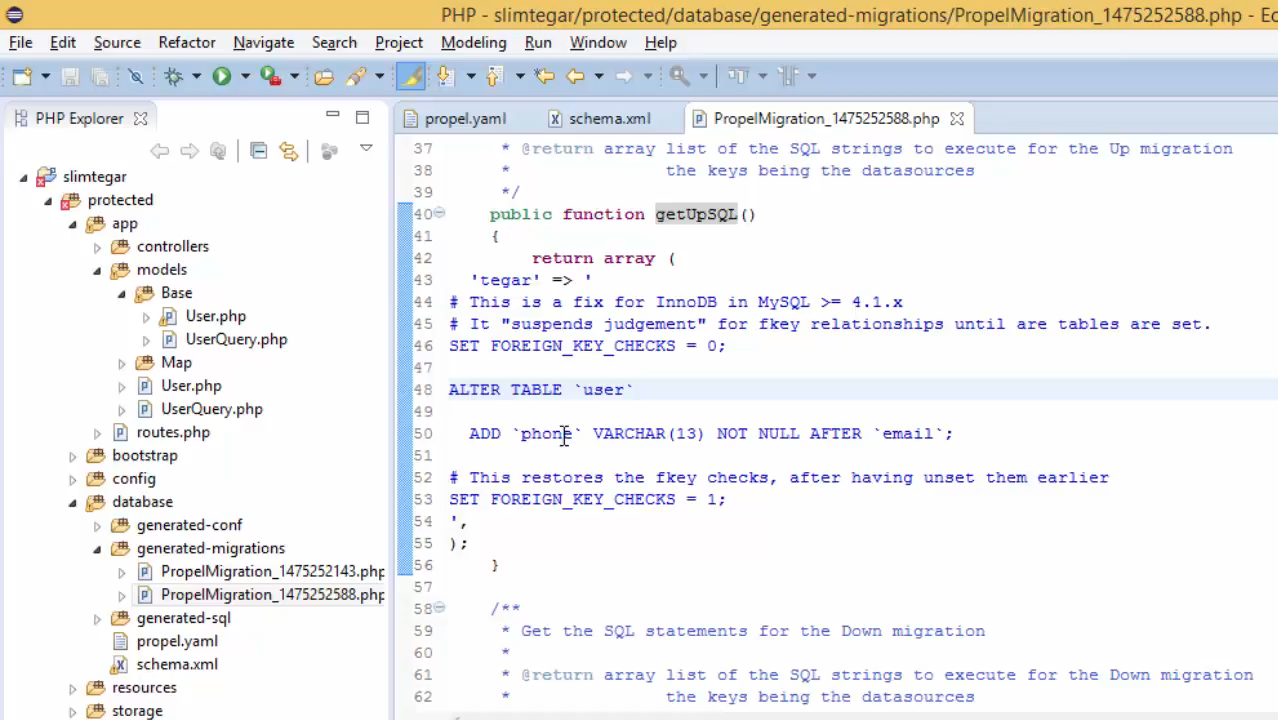 PHP - slimtegar/protected/database/generated-migrations/PropelMigration_1475252588.php - Ec
File Edit Source Refactor Navigate Search Project Modeling Run Window Help
PHP Explorer
propel.yaml schema.xml PropelMigration_1475252588.php
slimtegar
protected
app
controllers
models
Base
User.php
UserQuery.php
Map
User.php
UserQuery.php
routes.php
bootstrap
config
database
generated-conf
generated-migrations
PropelMigration_1475252143.php
PropelMigration_1475252588.php
generated-sql
propel.yaml
schema.xml
resources
storage
37 * @return array list of the SQL strings to execute for the Up migration
38 * the keys being the datasources
39 */
40 public function getUpSQL()
41 {
42 return array (
43 'tegar' => '
44 # This is a fix for InnoDB in MySQL >= 4.1.x
45 # It "suspends judgement" for fkey relationships until are tables are set.
46 SET FOREIGN_KEY_CHECKS = 0;
47
48 ALTER TABLE `user`
49
50 ADD `phone` VARCHAR(13) NOT NULL AFTER `email`;
51
52 # This restores the fkey checks, after having unset them earlier
53 SET FOREIGN_KEY_CHECKS = 1;
54 ',
55 );
56 }
57
58 /**
59 * Get the SQL statements for the Down migration
60 *
61 * @return array list of the SQL strings to execute for the Down migration
62 * the keys being the datasources